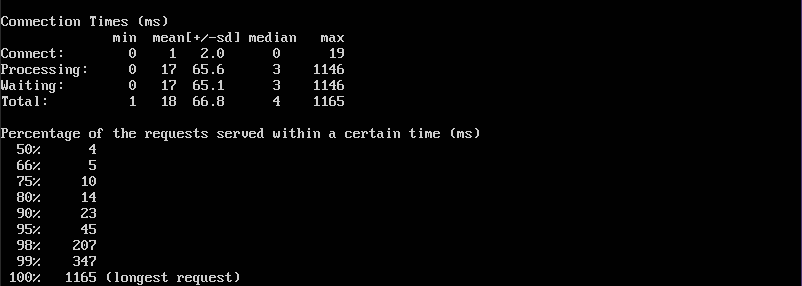 Connection Times (ms)
              min  mean[+/-sd] median   max
Connect:        0    1   2.0      0      19
Processing:     0   17  65.6      3    1146
Waiting:        0   17  65.1      3    1146
Total:          1   18  66.8      4    1165
Percentage of the requests served within a certain time (ms)
  50%      4
  66%      5
  75%     10
  80%     14
  90%     23
  95%     45
  98%    207
  99%    347
 100%   1165 (longest request)